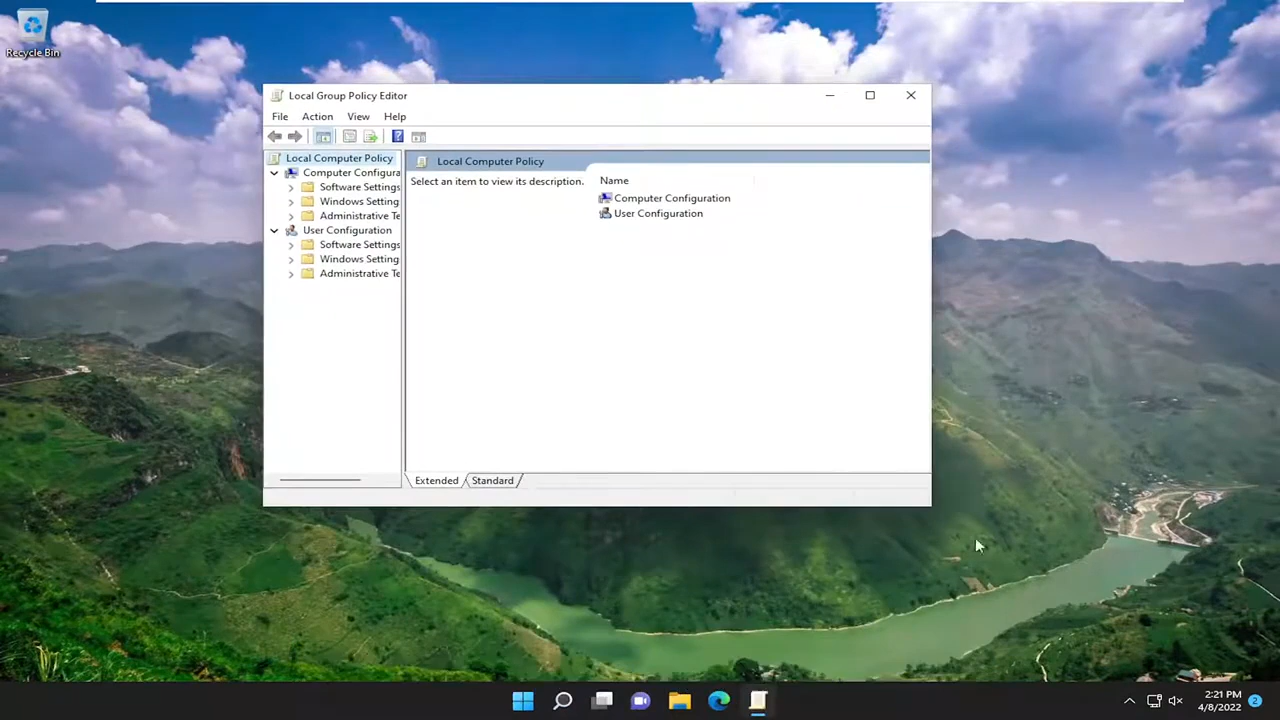 Recycle Bin
Local Group Policy Editor
File Action View Help
Local Computer Policy
Computer Configura
Software Settings
Windows Setting
Administrative Te
User Configuration
Software Settings
Windows Setting
Administrative Te
Local Computer Policy
Select an item to view its description.
Name
Computer Configuration
User Configuration
Extended Standard
2:21 PM
4/8/2022
2